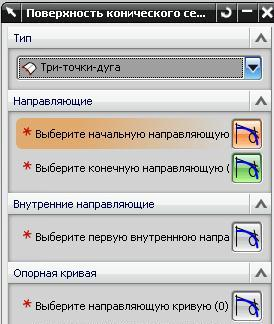 Поверхность конического се...
Тип
Три-точки-дуга
Направляющие
* Выберите начальную направляющую
* Выберите конечную направляющую (
Внутренние направляющие
* Выберите первую внутреннюю напра
Опорная кривая
* Выберите направляющую кривую (0)